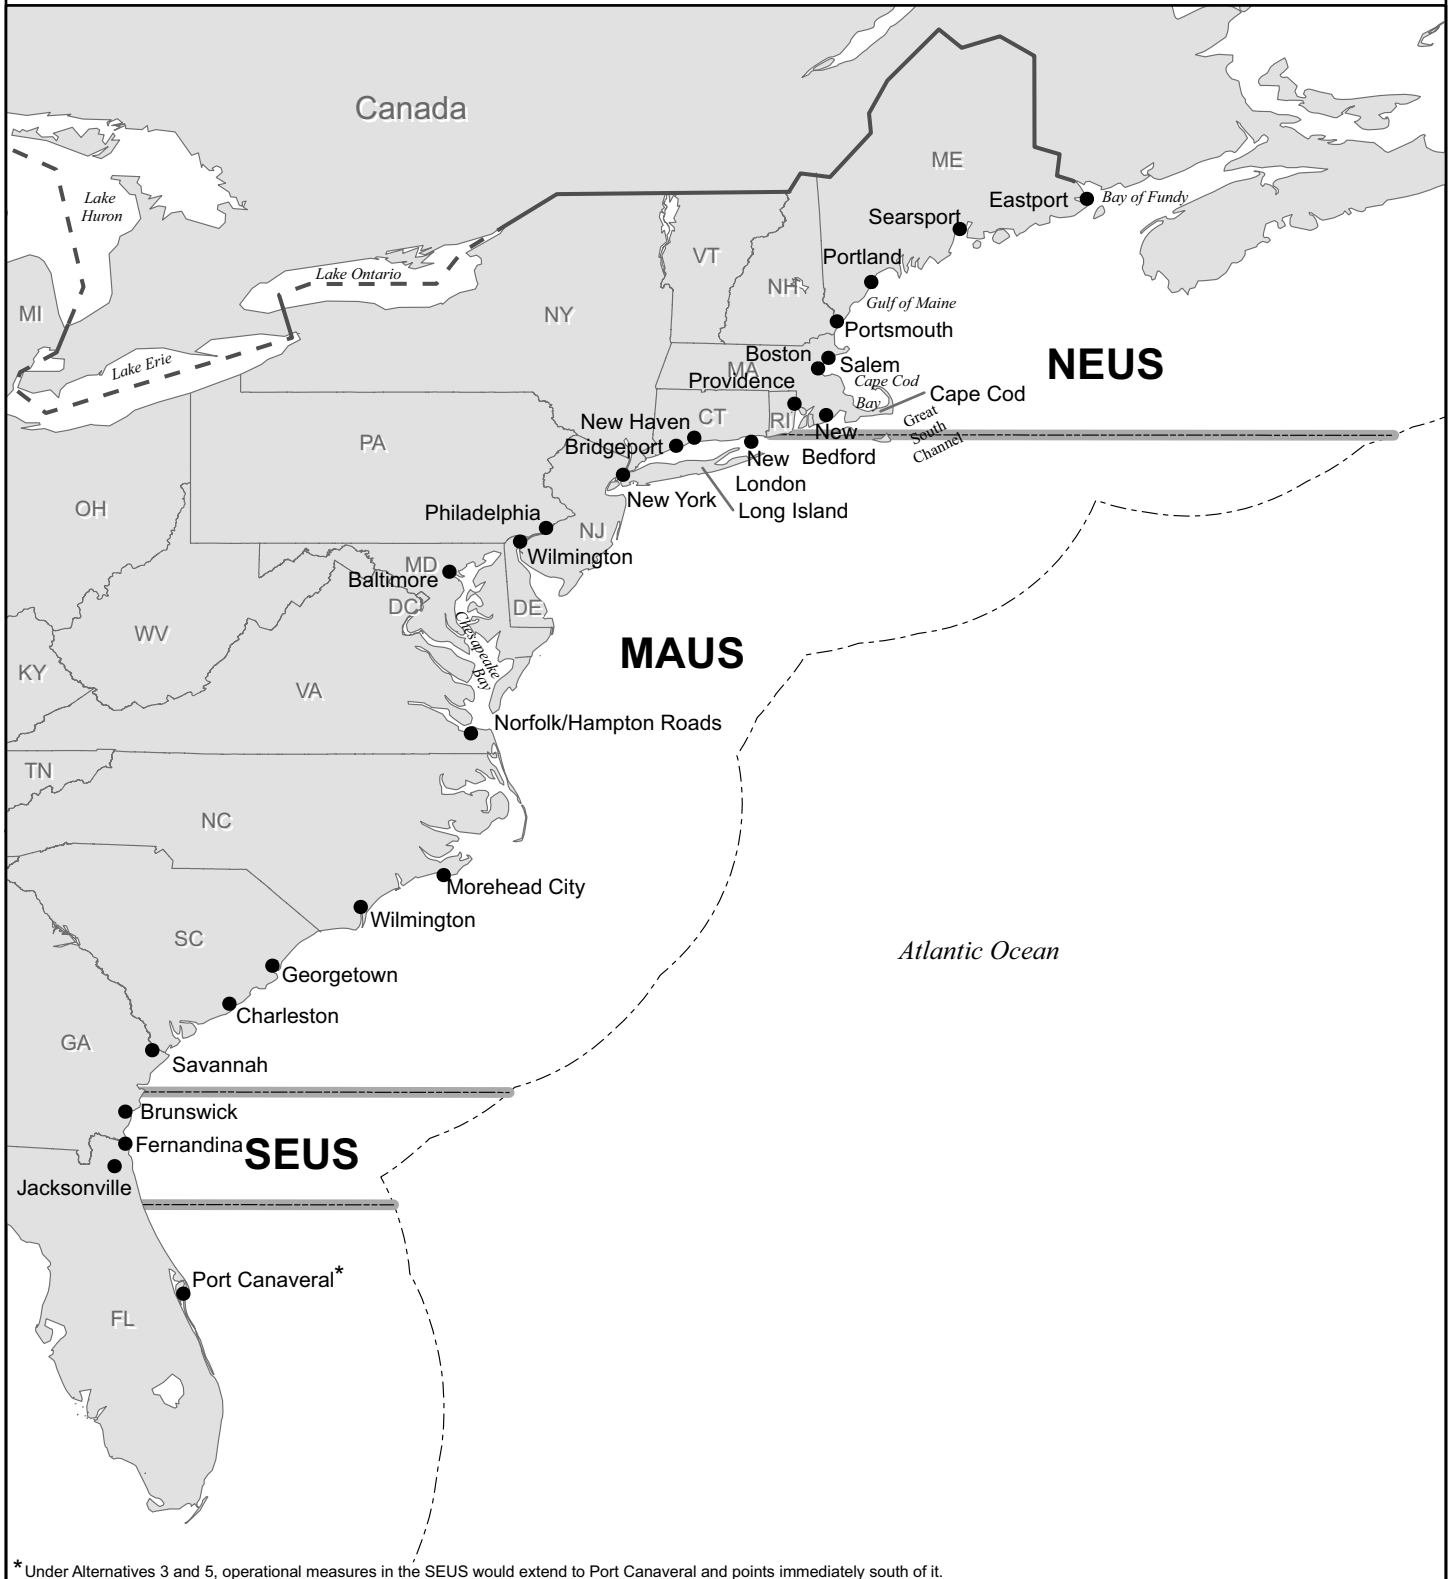 Canada
ME
Lake
Huron
Eastport
Bay of Fundy
Searsport
VT
Portland
Lake Ontario
NH
MI
NY
Gulf of Maine
Portsmouth
Boston
Salem
NEUS
Lake Erie
MA
Providence
Cape Cod
Bay
Cape Cod
New Haven
CT
RI
Great
South
Channel
PA
Bridgeport
New
Bedford
New
London
OH
New York
Long Island
Philadelphia
NJ
Wilmington
MD
Baltimore
DC
DE
WV
Chesapeake
Bay
MAUS
KY
VA
Norfolk/Hampton Roads
TN
NC
Morehead City
Wilmington
SC
Atlantic Ocean
Georgetown
Charleston
GA
Savannah
Brunswick
Fernandina
SEUS
Jacksonville
Port Canaveral*
FL
* Under Alternatives 3 and 5, operational measures in the SEUS would extend to Port Canaveral and points immediately south of it.